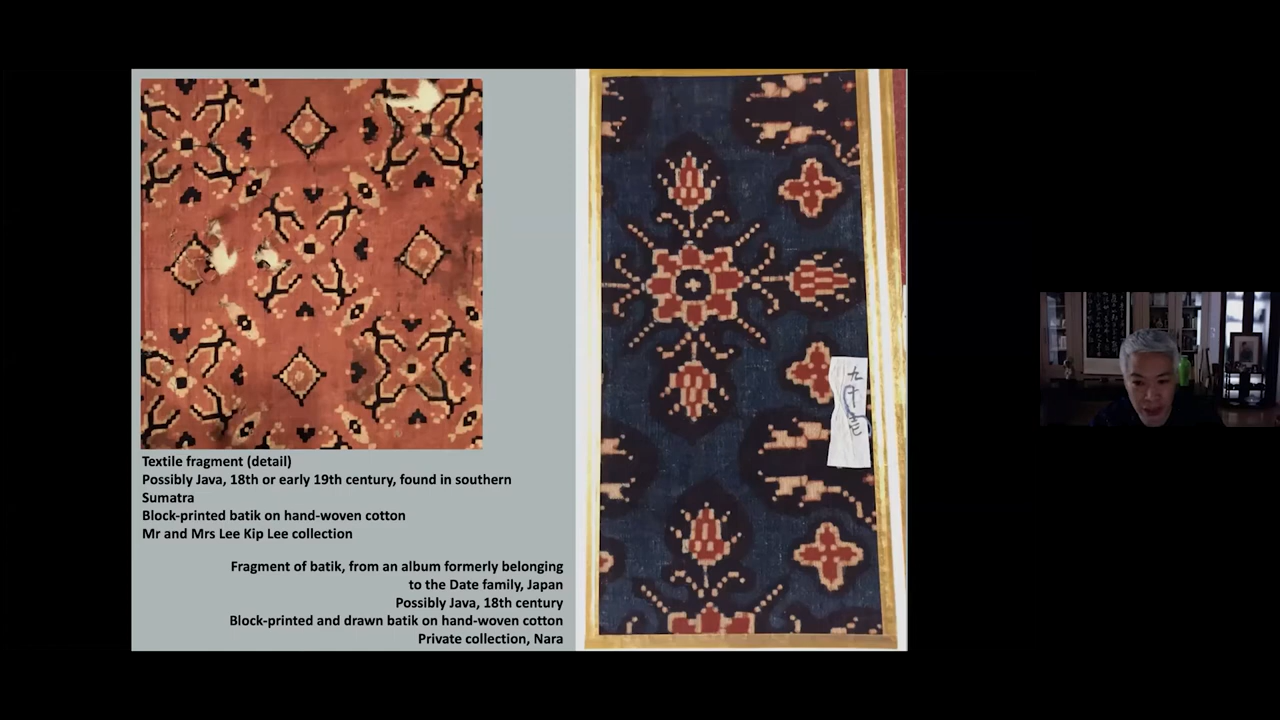 Textile fragment (detail)
Possibly Java, 18th or early 19th century, found in southern
Sumatra
Block-printed batik on hand-woven cotton
Mr and Mrs Lee Kip Lee collection
Fragment of batik, from an album formerly belonging
to the Date family, Japan
Possibly Java, 18th century
Block-printed and drawn batik on hand-woven cotton
Private collection, Nara
九十